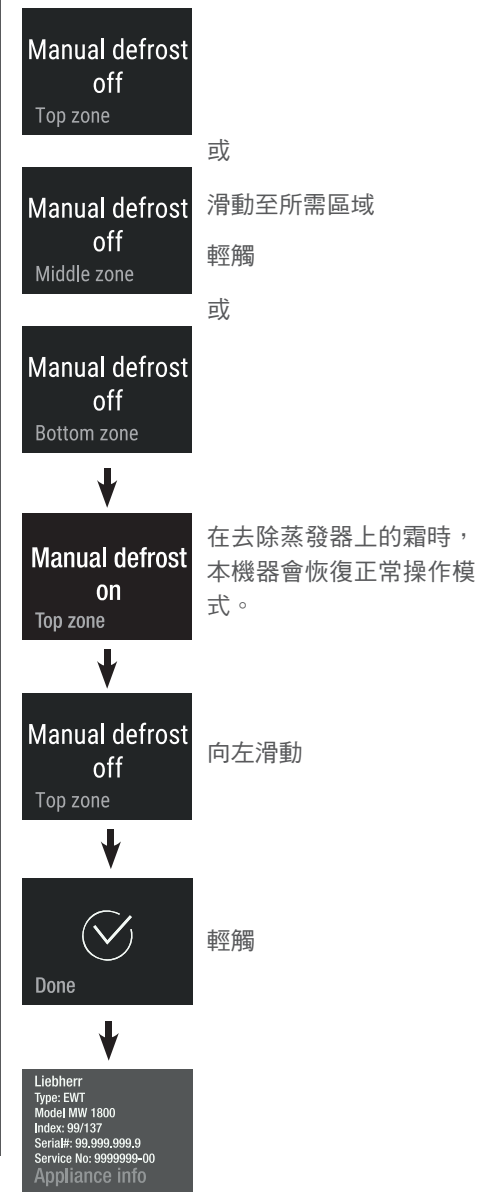 Manual defrost
off
Top zone
或
Manual defrost
off
Middle zone
滑動至所需區域
輕觸
或
Manual defrost
off
Bottom zone
Manual defrost
on
Top zone
在去除蒸發器上的霜時，
本機器會恢復正常操作模
式。
Manual defrost
off
Top zone
向左滑動
Done
輕觸
Liebherr
Type: EWT
Model MW 1800
Index: 99/137
Serial#: 99.999.999.9
Service No: 9999999-00
Appliance info